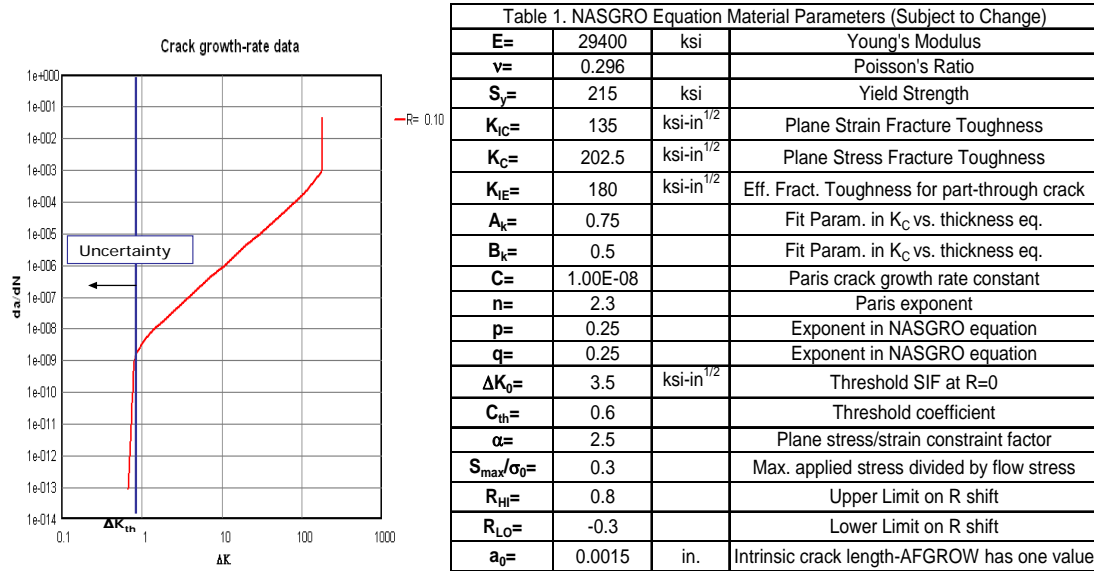 Crack growth-rate data
1e+000
1e-001
1e-002
1e-003
1e-004
1e-005
1e-006
1e-007
1e-008
1e-009
1e-010
1e-011
1e-012
1e-013
1e-014
da/dN
Uncertainty
R= 0.10
ΔKth
0.1 1 10 100 1000
ΔK
Table 1. NASGRO Equation Material Parameters (Subject to Change)
E= 29400 ksi Young's Modulus
ν= 0.296 Poisson's Ratio
Sy= 215 ksi Yield Strength
KIC= 135 ksi-in^1/2 Plane Strain Fracture Toughness
KC= 202.5 ksi-in^1/2 Plane Stress Fracture Toughness
KIE= 180 ksi-in^1/2 Eff. Fract. Toughness for part-through crack
Ak= 0.75 Fit Param. in KC vs. thickness eq.
Bk= 0.5 Fit Param. in KC vs. thickness eq.
C= 1.00E-08 Paris crack growth rate constant
n= 2.3 Paris exponent
p= 0.25 Exponent in NASGRO equation
q= 0.25 Exponent in NASGRO equation
ΔK0= 3.5 ksi-in^1/2 Threshold SIF at R=0
Cth= 0.6 Threshold coefficient
α= 2.5 Plane stress/strain constraint factor
Smax/σ0= 0.3 Max. applied stress divided by flow stress
RHI= 0.8 Upper Limit on R shift
RLO= -0.3 Lower Limit on R shift
a0= 0.0015 in. Intrinsic crack length-AFGROW has one value